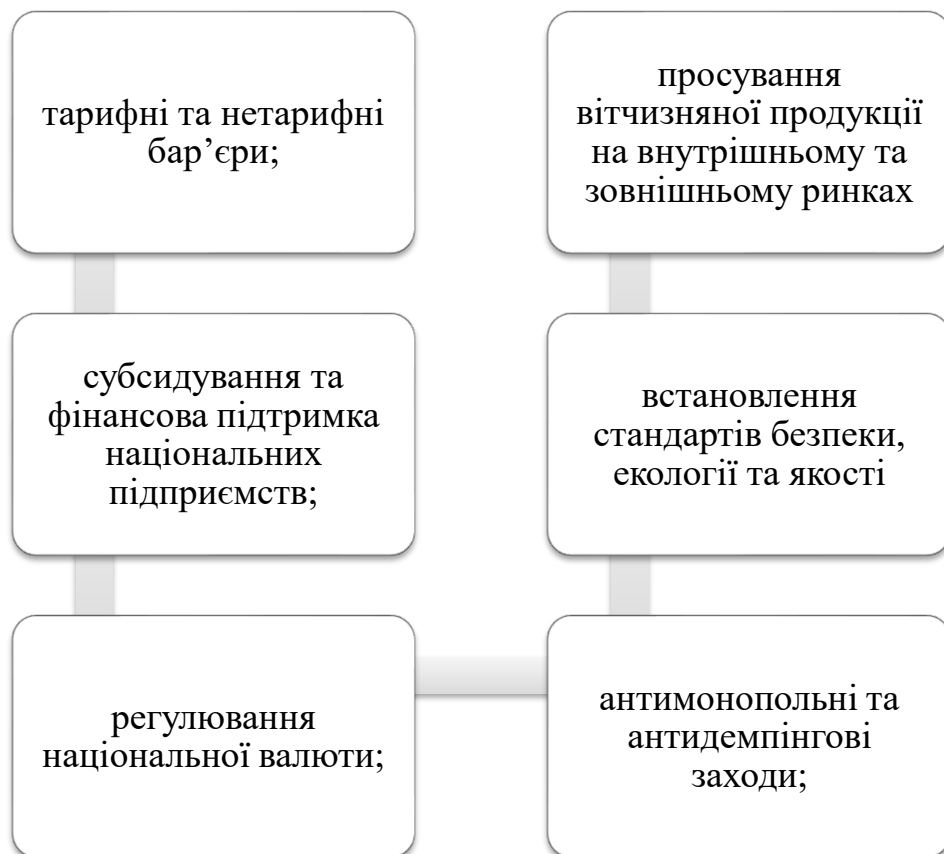 тарифні та нетарифні
бар’єри;
субсидування та
фінансова підтримка
національних
підприємств;
регулювання
національної валюти;
антимонопольні та
антидемпінгові
заходи;
встановлення
стандартів безпеки,
екології та якості
просування
вітчизняної продукції
на внутрішньому та
зовнішньому ринках